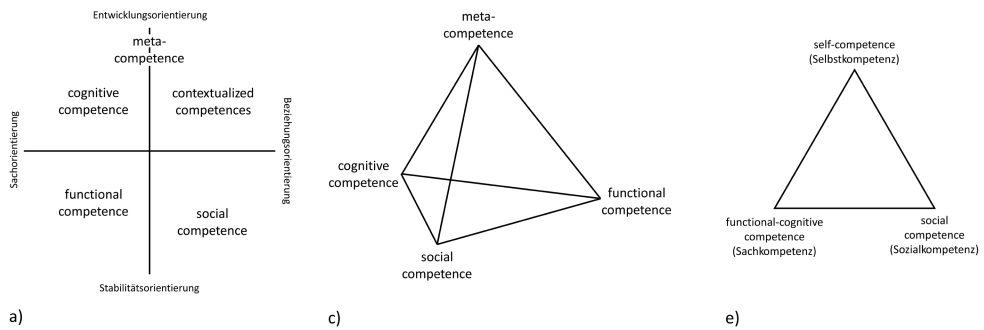 Entwicklungsorientierung
meta-
competence
cognitive
competence
contextualized
competences
Sachorientierung
Beziehungsorientierung
functional
competence
social
competence
Stabilitätsorientierung
a)
meta-
competence
cognitive
competence
functional
competence
social
competence
c)
self-competence
(Selbstkompetenz)
functional-cognitive
competence
(Sachkompetenz)
social
competence
(Sozialkompetenz)
e)